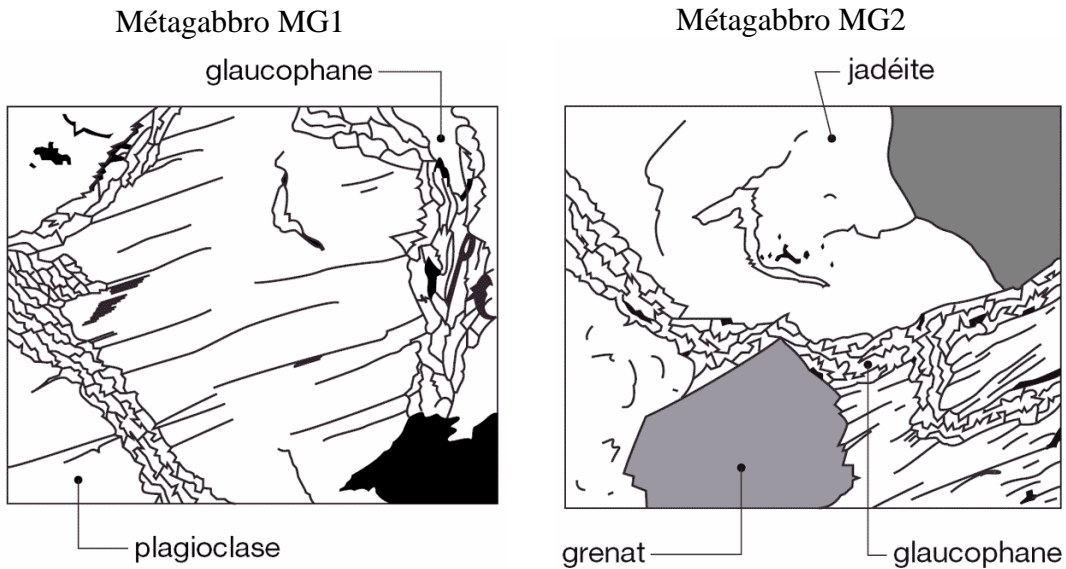 Métagabbro MG1
glaucophane
plagioclase
Métagabbro MG2
jadéite
grenat
glaucophane